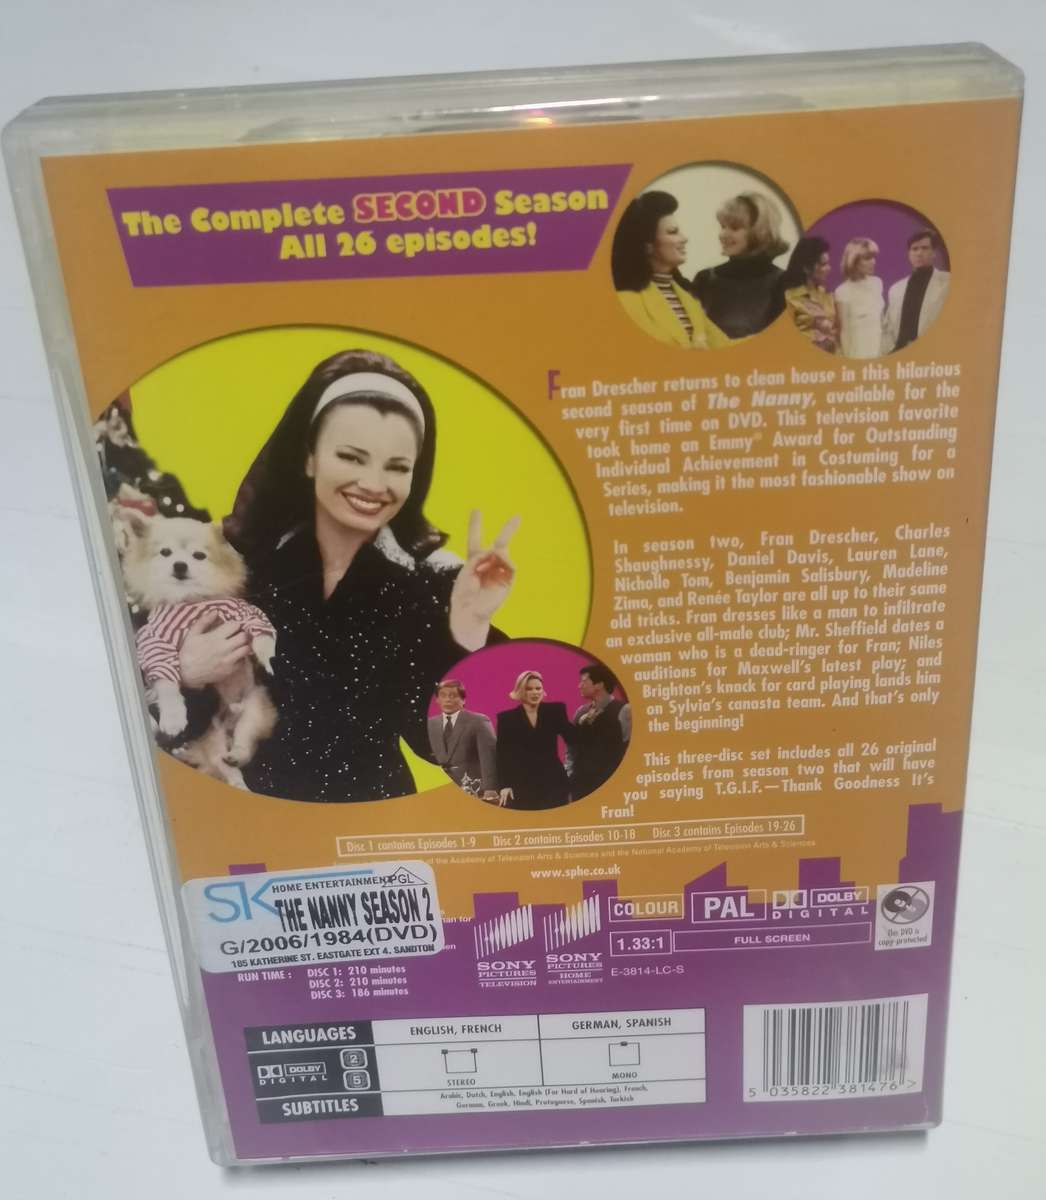 The Complete SECOND Season
All 26 episodes!
Fran Drescher returns to clean house in this hilarious
second season of The Nanny, available for the
very first time on DVD. This television favorite
took home an Emmy® Award for Outstanding
Individual Achievement in Costuming for a
Series, making it the most fashionable show on
television.
In season two, Fran Drescher, Charles
Shaughnessy, Daniel Davis, Lauren Lane,
Nicholle Tom, Benjamin Salisbury, Madeline
Zima, and Renée Taylor are all up to their same
old tricks. Fran dresses like a man to infiltrate
an exclusive all-male club; Mr. Sheffield dates a
woman who is a dead-ringer for Fran; Niles
auditions for Maxwell's latest play; and
Brighton's knack for card playing lands him
on Sylvia's canasta team. And that's only
the beginning!
This three-disc set includes all 26 original
episodes from season two that will have
you saying T.G.I.F.—Thank Goodness It's
Fran!
Disc 1 contains Episodes 1-9 Disc 2 contains Episodes 10-18 Disc 3 contains Episodes 19-26
of the Academy of Television Arts & Sciences and the National Academy of Television Arts & Sciences
www.sphe.co.uk
SK HOME ENTERTAINMENT PGL
THE NANNY SEASON 2
G/2006/1984(DVD)
185 KATHERINE ST. EASTGATE EXT 4. SANDTON
RUN TIME : DISC 1: 210 minutes
DISC 2: 210 minutes
DISC 3: 186 minutes
SONY
PICTURES
TELEVISION
SONY
PICTURES
HOME
ENTERTAINMENT
COLOUR PAL DOLBY
DIGITAL
1.33:1 FULL SCREEN
E-3814-LC-S
This DVD is
copy-protected
LANGUAGES ENGLISH, FRENCH GERMAN, SPANISH
DOLBY
DIGITAL
2
5
STEREO MONO
SUBTITLES Arabic, Dutch, English, English (For Hard of Hearing), French,
German, Greek, Hindi, Portuguese, Spanish, Turkish
5 035822 381476 >